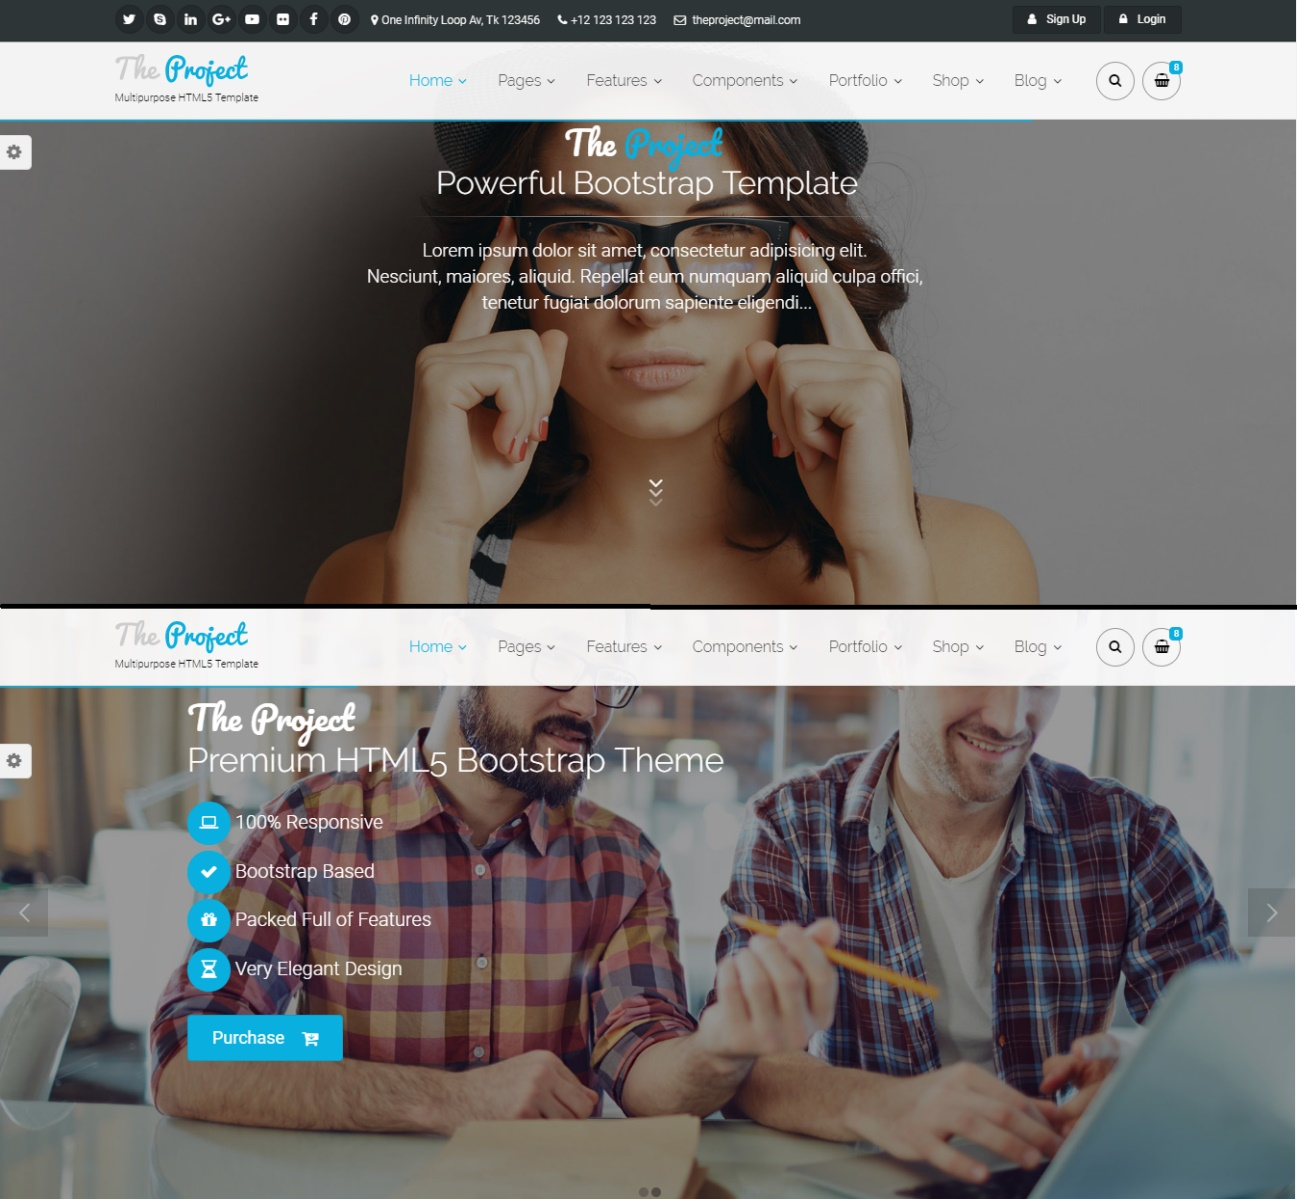 One Infinity Loop Av, Tk 123456 +12 123 123 123 theproject@mail.com Sign Up Login
The Project
Multipurpose HTML5 Template
Home Pages Features Components Portfolio Shop Blog
8
The Project
Powerful Bootstrap Template
Lorem ipsum dolor sit amet, consectetur adipisicing elit.
Nesciunt, maiores, aliquid. Repellat eum numquam aliquid culpa offici,
tenetur fugiat dolorum sapiente eligendi...
The Project
Multipurpose HTML5 Template
Home Pages Features Components Portfolio Shop Blog
8
The Project
Premium HTML5 Bootstrap Theme
100% Responsive
Bootstrap Based
Packed Full of Features
Very Elegant Design
Purchase